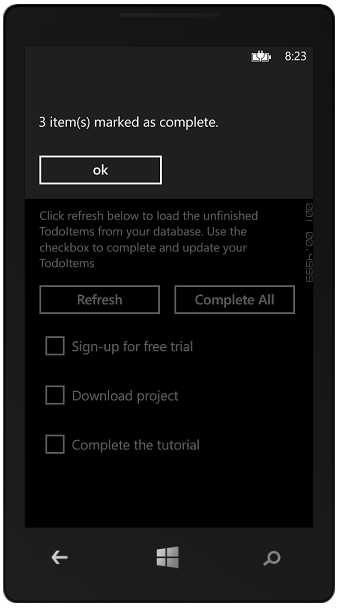 8:23
3 item(s) marked as complete.
ok
Click refresh below to load the unfinished
TodoItems from your database. Use the
checkbox to complete and update your
TodoItems
Refresh
Complete All
Sign-up for free trial
Download project
Complete the tutorial